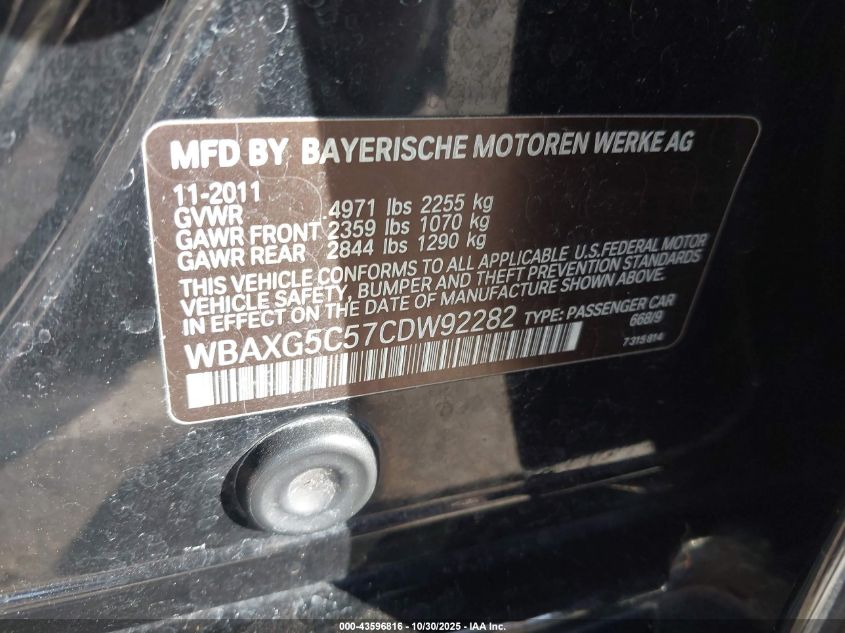 MFD BY BAYERISCHE MOTOREN WERKE AG
11-2011
GVWR 4971 lbs 2255 kg
GAWR FRONT 2359 lbs 1070 kg
GAWR REAR 2844 lbs 1290 kg
THIS VEHICLE CONFORMS TO ALL APPLICABLE U.S.FEDERAL MOTOR
VEHICLE SAFETY, BUMPER AND THEFT PREVENTION STANDARDS
IN EFFECT ON THE DATE OF MANUFACTURE SHOWN ABOVE.
WBAXG5C57CDW92282 TYPE: PASSENGER CAR
668/9
7315814
000-43596816 - 10/30/2025 - IAA Inc.